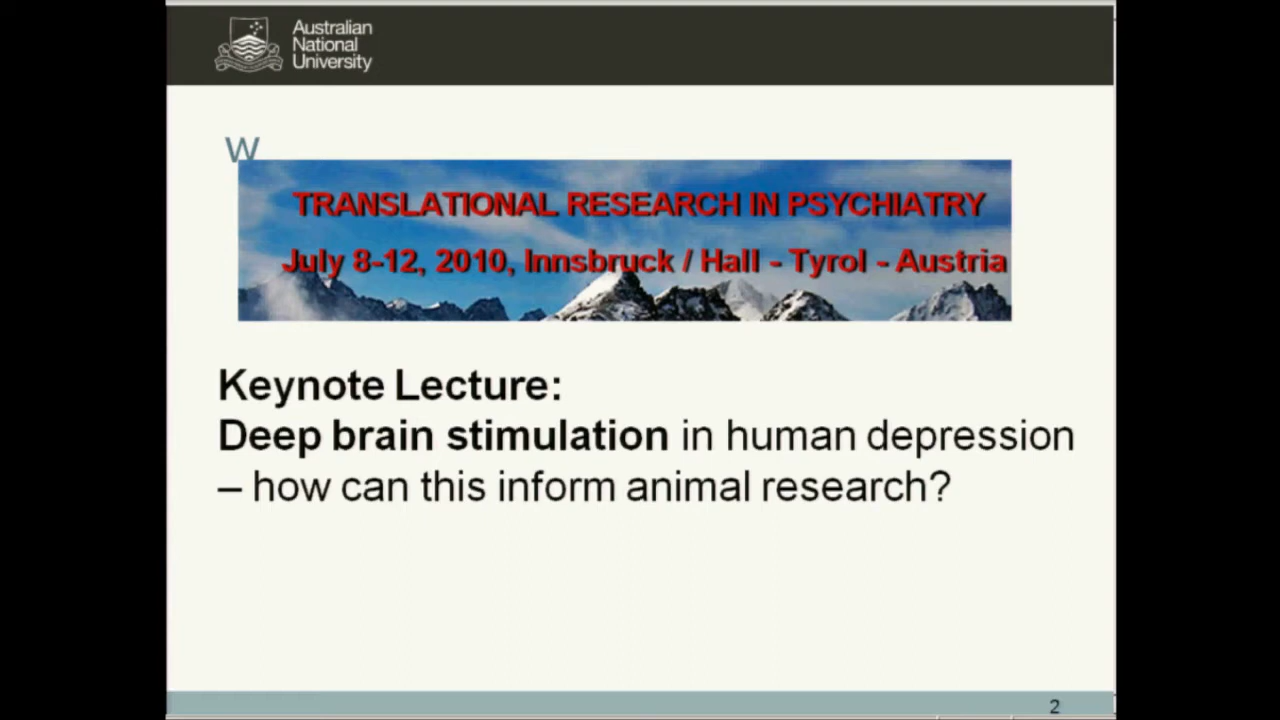 Australian
National
University
W
TRANSLATIONAL RESEARCH IN PSYCHIATRY
July 8-12, 2010, Innsbruck / Hall - Tyrol - Austria
Keynote Lecture:
Deep brain stimulation in human depression
– how can this inform animal research?
2